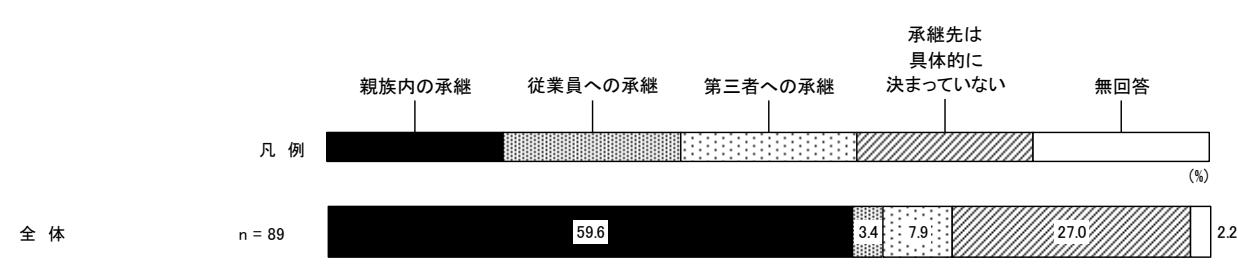 承継先は
具体的に
決まっていない
親族内の承継 従業員への承継 第三者への承継 無回答
凡 例
(%)
全 体 n = 89 59.6 3.4 7.9 27.0 2.2